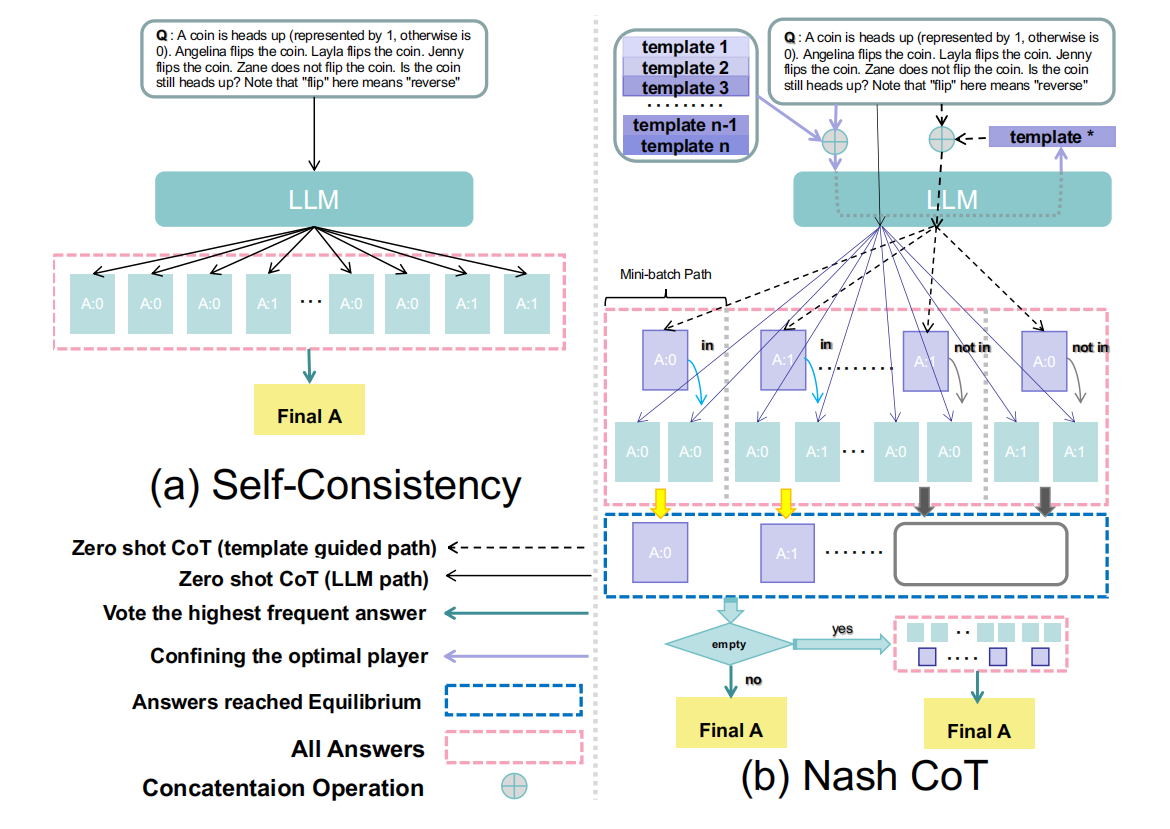 Q : A coin is heads up (represented by 1, otherwise is
0). Angelina flips the coin. Layla flips the coin. Jenny
flips the coin. Zane does not flip the coin. Is the coin
still heads up? Note that "flip" here means "reverse"
LLM
A:0
A:0
A:0
A:1
...
A:0
A:0
A:1
A:1
Final A
(a) Self-Consistency
Zero shot CoT (template guided path)
Zero shot CoT (LLM path)
Vote the highest frequent answer
Confining the optimal player
Answers reached Equilibrium
All Answers
Concatentaion Operation
template 1
template 2
template 3
.........
template n-1
template n
Q : A coin is heads up (represented by 1, otherwise is
0). Angelina flips the coin. Layla flips the coin. Jenny
flips the coin. Zane does not flip the coin. Is the coin
still heads up? Note that "flip" here means "reverse"
template *
LLM
Mini-batch Path
A:0
in
A:1
in
.........
A:1
not in
A:0
not in
A:0
A:0
A:0
A:1
...
A:0
A:0
A:1
A:1
A:0
A:1
.......
empty
yes
no
..
....
Final A
Final A
(b) Nash CoT